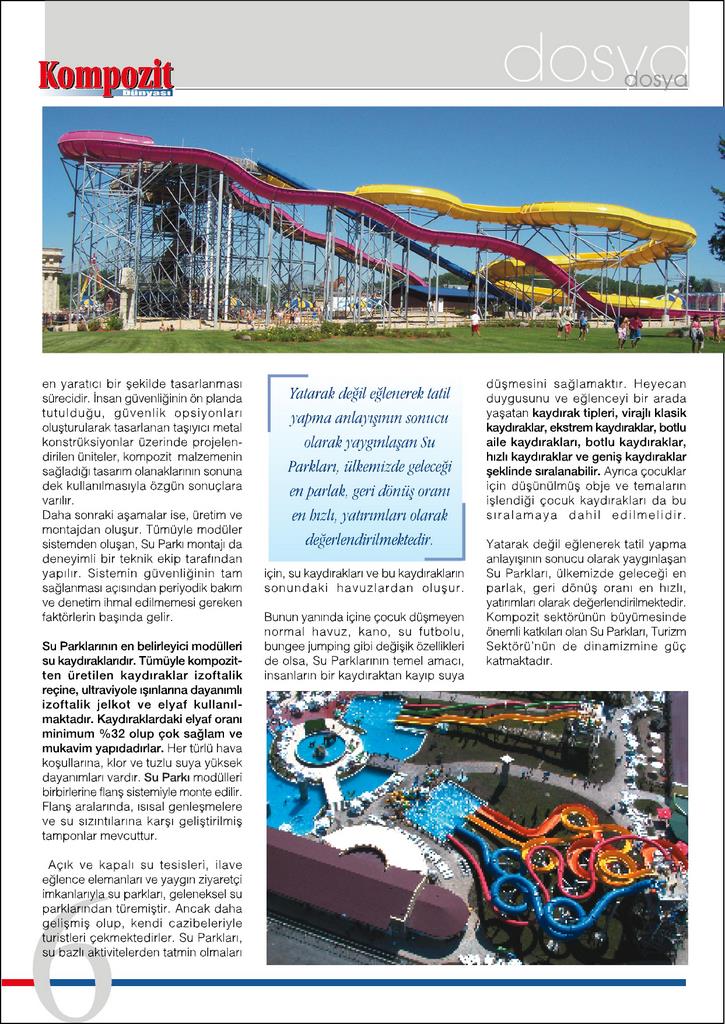 dosya
dosya
Kompozit
Dünyası
en yaratıcı bir şekilde tasarlanması
sürecidir. İnsan güvenliğinin ön planda
tutulduğu, güvenlik opsiyonları
oluşturularak tasarlanan taşıyıcı metal
konstrüksiyonlar üzerinde projelen-
dirilen üniteler, kompozit malzemenin
sağladığı tasarım olanaklarının sonuna
dek kullanılmasıyla özgün sonuçlara
varılır.
Daha sonraki aşamalar ise, üretim ve
montajdan oluşur. Tümüyle modüler
sistemden oluşan, Su Parkı montajı da
deneyimli bir teknik ekip tarafından
yapılır. Sistemin güvenliğinin tam
sağlanması açısından periyodik bakım
ve denetim ihmal edilmemesi gereken
faktörlerin başında gelir.
Su Parklarının en belirleyici modülleri
su kaydıraklarıdır. Tümüyle kompozit-
ten üretilen kaydıraklar izoftalik
reçine, ultraviyole ışınlarına dayanımlı
izoftalik jelkot ve elyaf kullanıl-
maktadır. Kaydıraklardaki elyaf oranı
minimum %32 olup çok sağlam ve
mukavim yapıdadırlar. Her türlü hava
koşullarına, klor ve tuzlu suya yüksek
dayanımları vardır. Su Parkı modülleri
birbirlerine flanş sistemiyle monte edilir.
Flanş aralarında, ısısal genleşmelere
ve su sızıntılarına karşı geliştirilmiş
tamponlar mevcuttur.
Açık ve kapalı su tesisleri, ilave
eğlence elemanları ve yaygın ziyaretçi
imkanlarıyla su parkları, geleneksel su
parklarından türemiştir. Ancak daha
gelişmiş olup, kendi cazibeleriyle
turistleri çekmektedirler. Su Parkları,
su bazlı aktivitelerden tatmin olmaları
Yatarak değil eğlenerek tatil
yapma anlayışının sonucu
olarak yaygınlaşan Su
Parkları, ülkemizde geleceği
en parlak, geri dönüş oranı
en hızlı, yatırımları olarak
değerlendirilmektedir.
için, su kaydırakları ve bu kaydırakların
sonundaki havuzlardan oluşur.
Bunun yanında içine çocuk düşmeyen
normal havuz, kano, su futbolu,
bungee jumping gibi değişik özellikleri
de olsa, Su Parklarının temel amacı,
insanların bir kaydıraktan kayıp suya
düşmesini sağlamaktır. Heyecan
duygusunu ve eğlenceyi bir arada
yaşatan kaydırak tipleri, virajlı klasik
kaydıraklar, ekstrem kaydıraklar, botlu
aile kaydırakları, botlu kaydıraklar,
hızlı kaydıraklar ve geniş kaydıraklar
şeklinde sıralanabilir. Ayrıca çocuklar
için düşünülmüş obje ve temaların
işlendiği çocuk kaydırakları da bu
sıralamaya dahil edilmelidir.
Yatarak değil eğlenerek tatil yapma
anlayışının sonucu olarak yaygınlaşan
Su Parkları, ülkemizde geleceği en
parlak, geri dönüş oranı en hızlı,
yatırımları olarak değerlendirilmektedir.
Kompozit sektörünün büyümesinde
önemli katkıları olan Su Parkları, Turizm
Sektörü'nün de dinamizmine güç
katmaktadır.
6